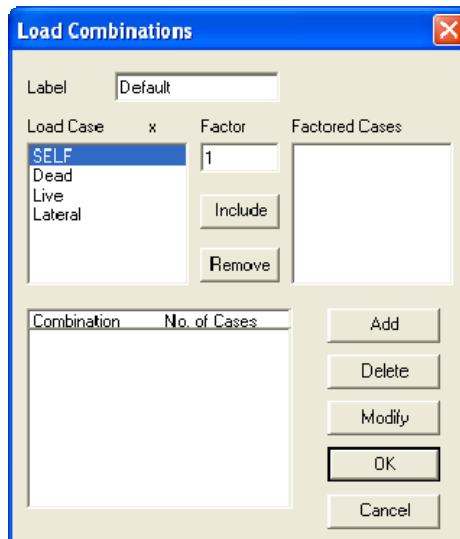 Load Combinations
Label Default
Load Case x Factor Factored Cases
SELF 1
Dead
Live
Lateral
Include
Remove
Combination No. of Cases
Add
Delete
Modify
OK
Cancel